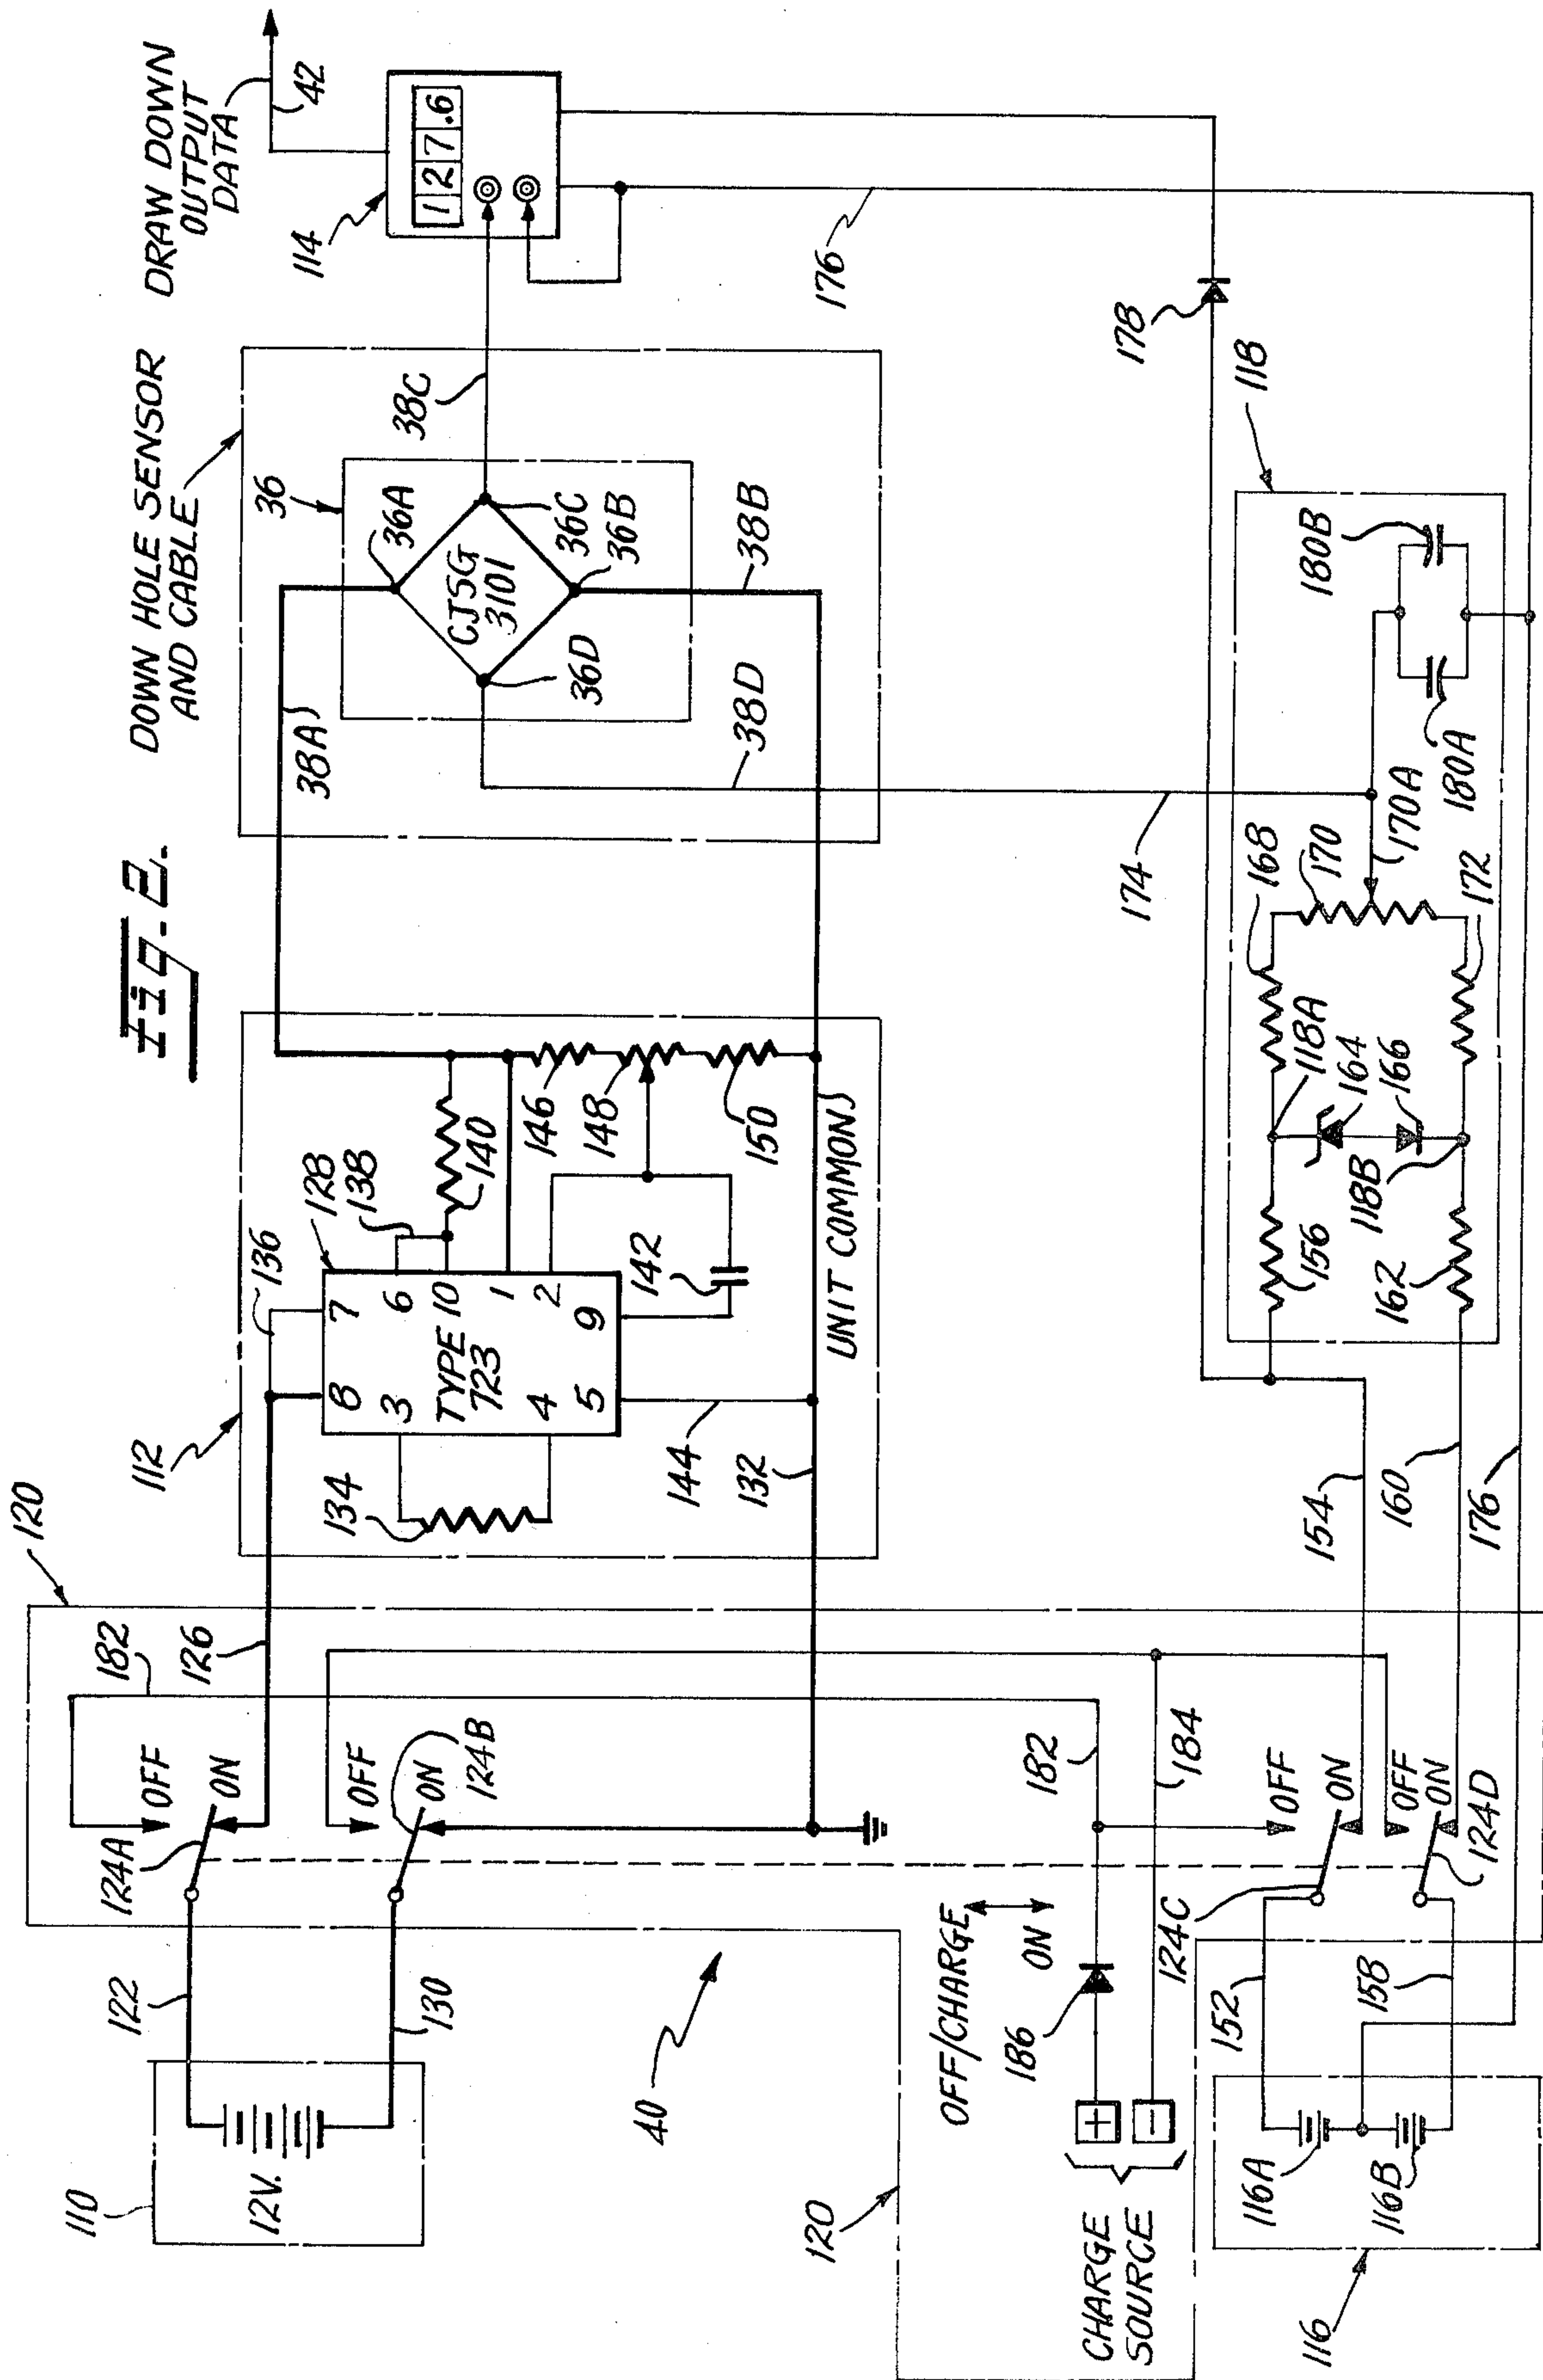 Fig. 2.
DOWN HOLE SENSOR
AND CABLE
DRAW DOWN
OUTPUT
DATA
42
114
1 2 7 .6
120
112
136
128
138
36
36A
38A
38C
110
12V.
122
124A
OFF
ON
182
126
134
8
7
3
6
TYPE
723
10
1
4
2
5
9
140
146
148
150
142
CJSG
3101
36C
36B
36D
38B
38D
130
OFF
ON
124B
144
132
UNIT COMMON
40
176
174
178
118
OFF/CHARGE
ON
186
182
184
120
CHARGE
SOURCE
+
-
124C
OFF
ON
OFF
ON
124D
154
160
176
156
162
118A
164
166
118B
168
170
170A
172
180A
180B
116
116A
116B
152
158